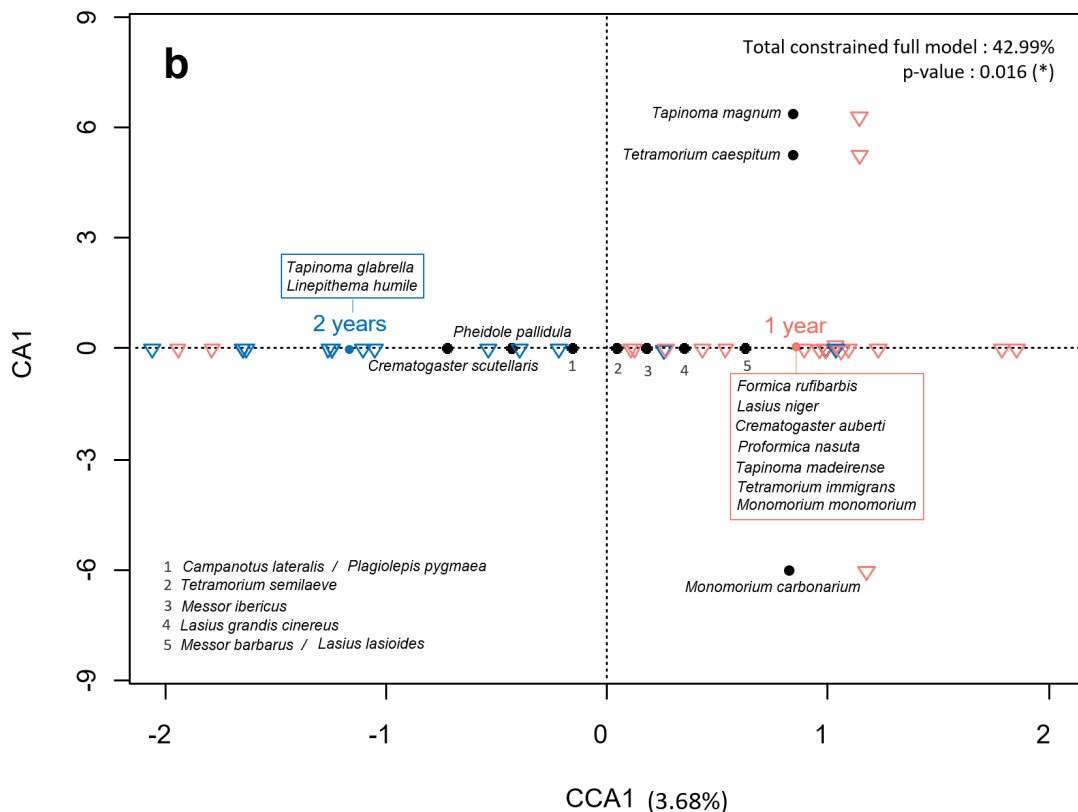 b
Total constrained full model : 42.99%
p-value : 0.016 (*)
Tapinoma magnum
Tetramorium caespitum
Tapinoma glabrella
Linepithema humile
2 years
Pheidole pallidula
1 year
Crematogaster scutellaris
1
2
3
4
5
Formica rufibarbis
Lasius niger
Crematogaster auberti
Proformica nasuta
Tapinoma madeirense
Tetramorium immigrans
Monomorium monomorium
Monomorium carbonarium
1 Campanotus lateralis / Plagiolepis pygmaea
2 Tetramorium semilaeve
3 Messor ibericus
4 Lasius grandis cinereus
5 Messor barbarus / Lasius lasioides
9
6
3
0
-3
-6
-9
CA1
-2
-1
0
1
2
CCA1 (3.68%)